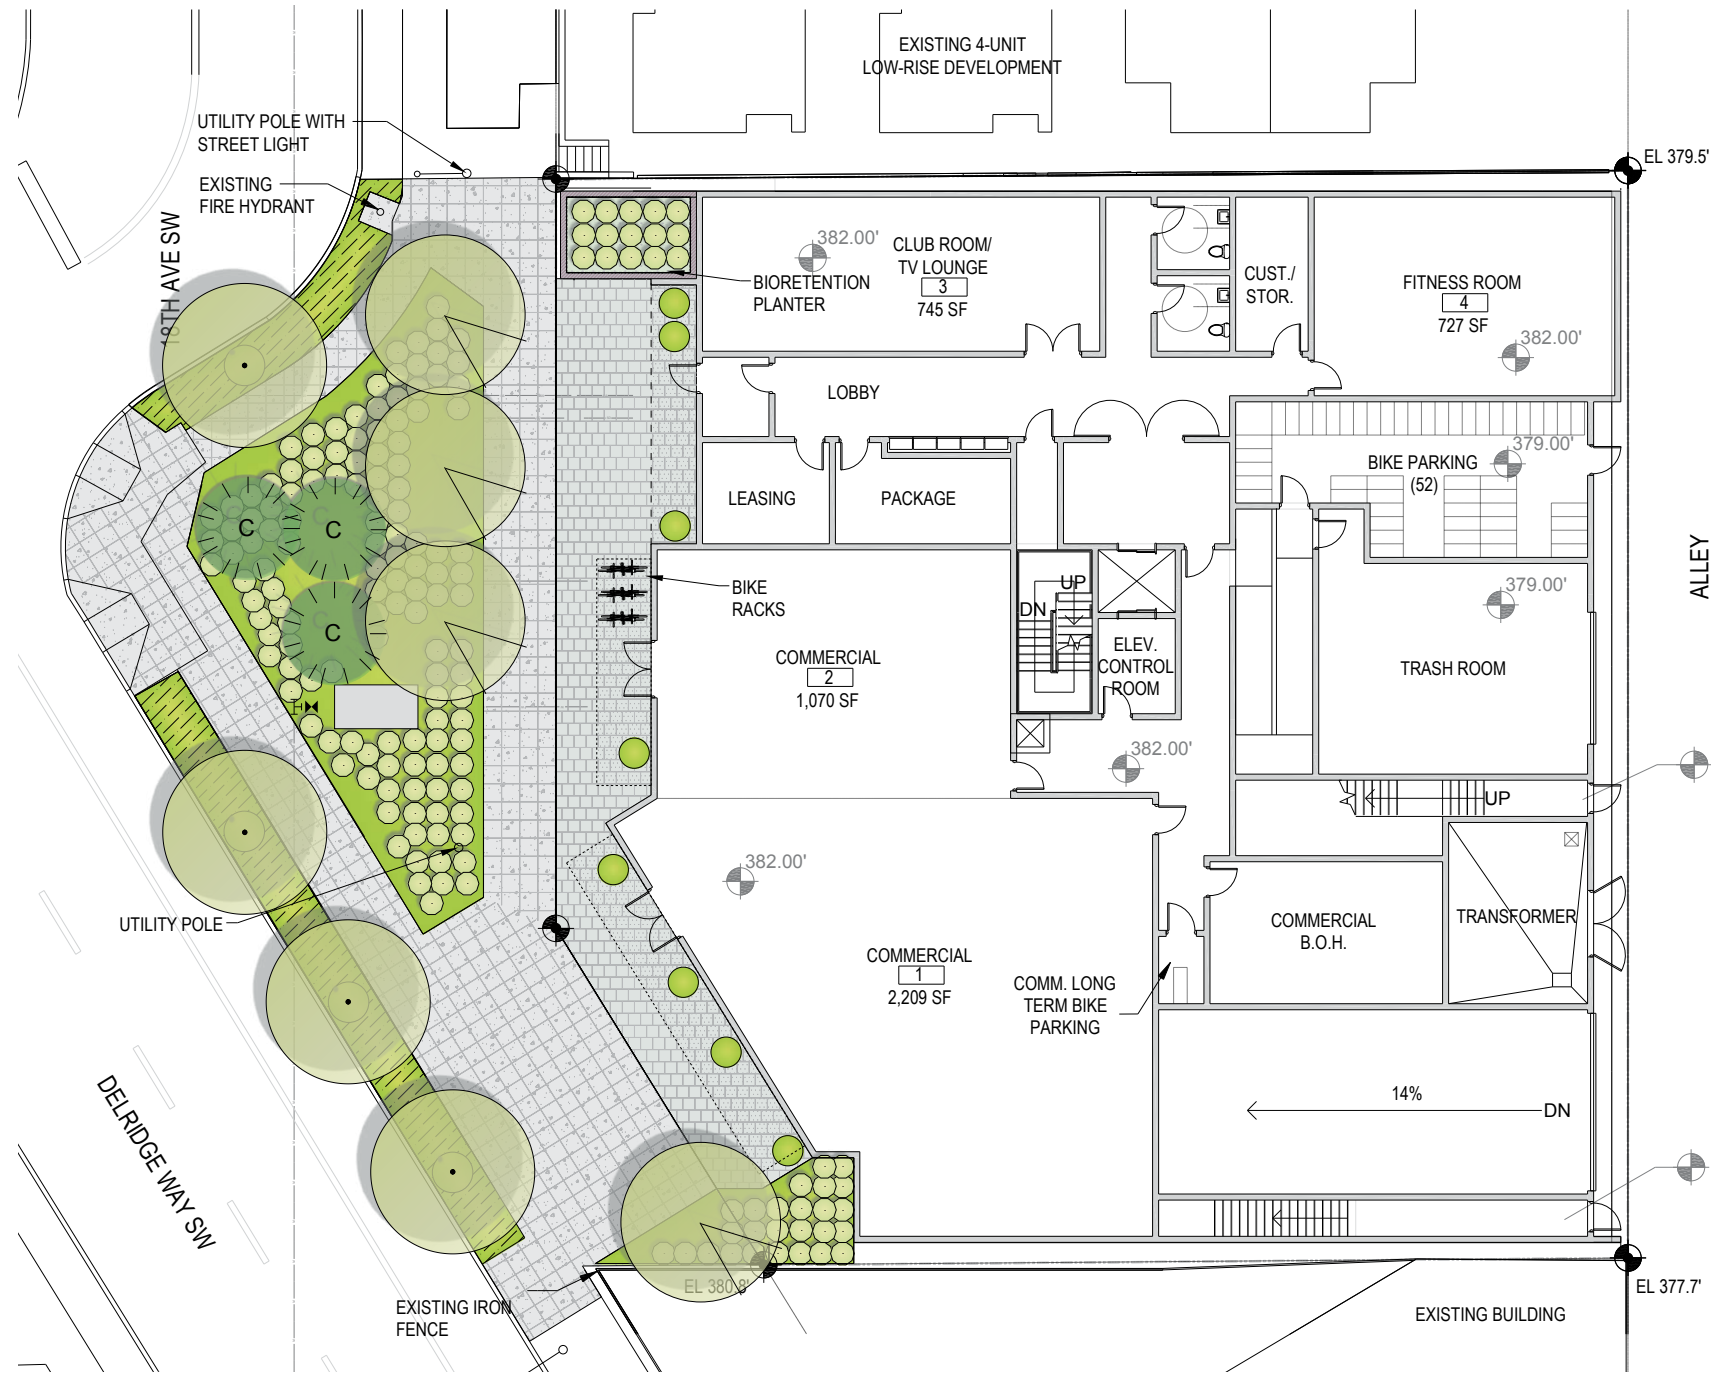 EXISTING 4-UNIT
LOW-RISE DEVELOPMENT
UTILITY POLE WITH
STREET LIGHT
EXISTING
FIRE HYDRANT
18TH AVE SW
EL 379.5'
382.00'
CLUB ROOM/
TV LOUNGE
3
745 SF
BIORETENTION
PLANTER
CUST./
STOR.
FITNESS ROOM
4
727 SF
382.00'
LOBBY
379.00'
BIKE PARKING
(52)
LEASING
PACKAGE
C
C
C
BIKE
RACKS
UP
DN
ELEV.
CONTROL
ROOM
379.00'
ALLEY
TRASH ROOM
COMMERCIAL
2
1,070 SF
382.00'
UP
382.00'
UTILITY POLE
COMMERCIAL
B.O.H.
TRANSFORMER
COMMERCIAL
1
2,209 SF
COMM. LONG
TERM BIKE
PARKING
14%
DN
DELRIDGE WAY SW
EL 380.8'
EL 377.7'
EXISTING IRON
FENCE
EXISTING BUILDING